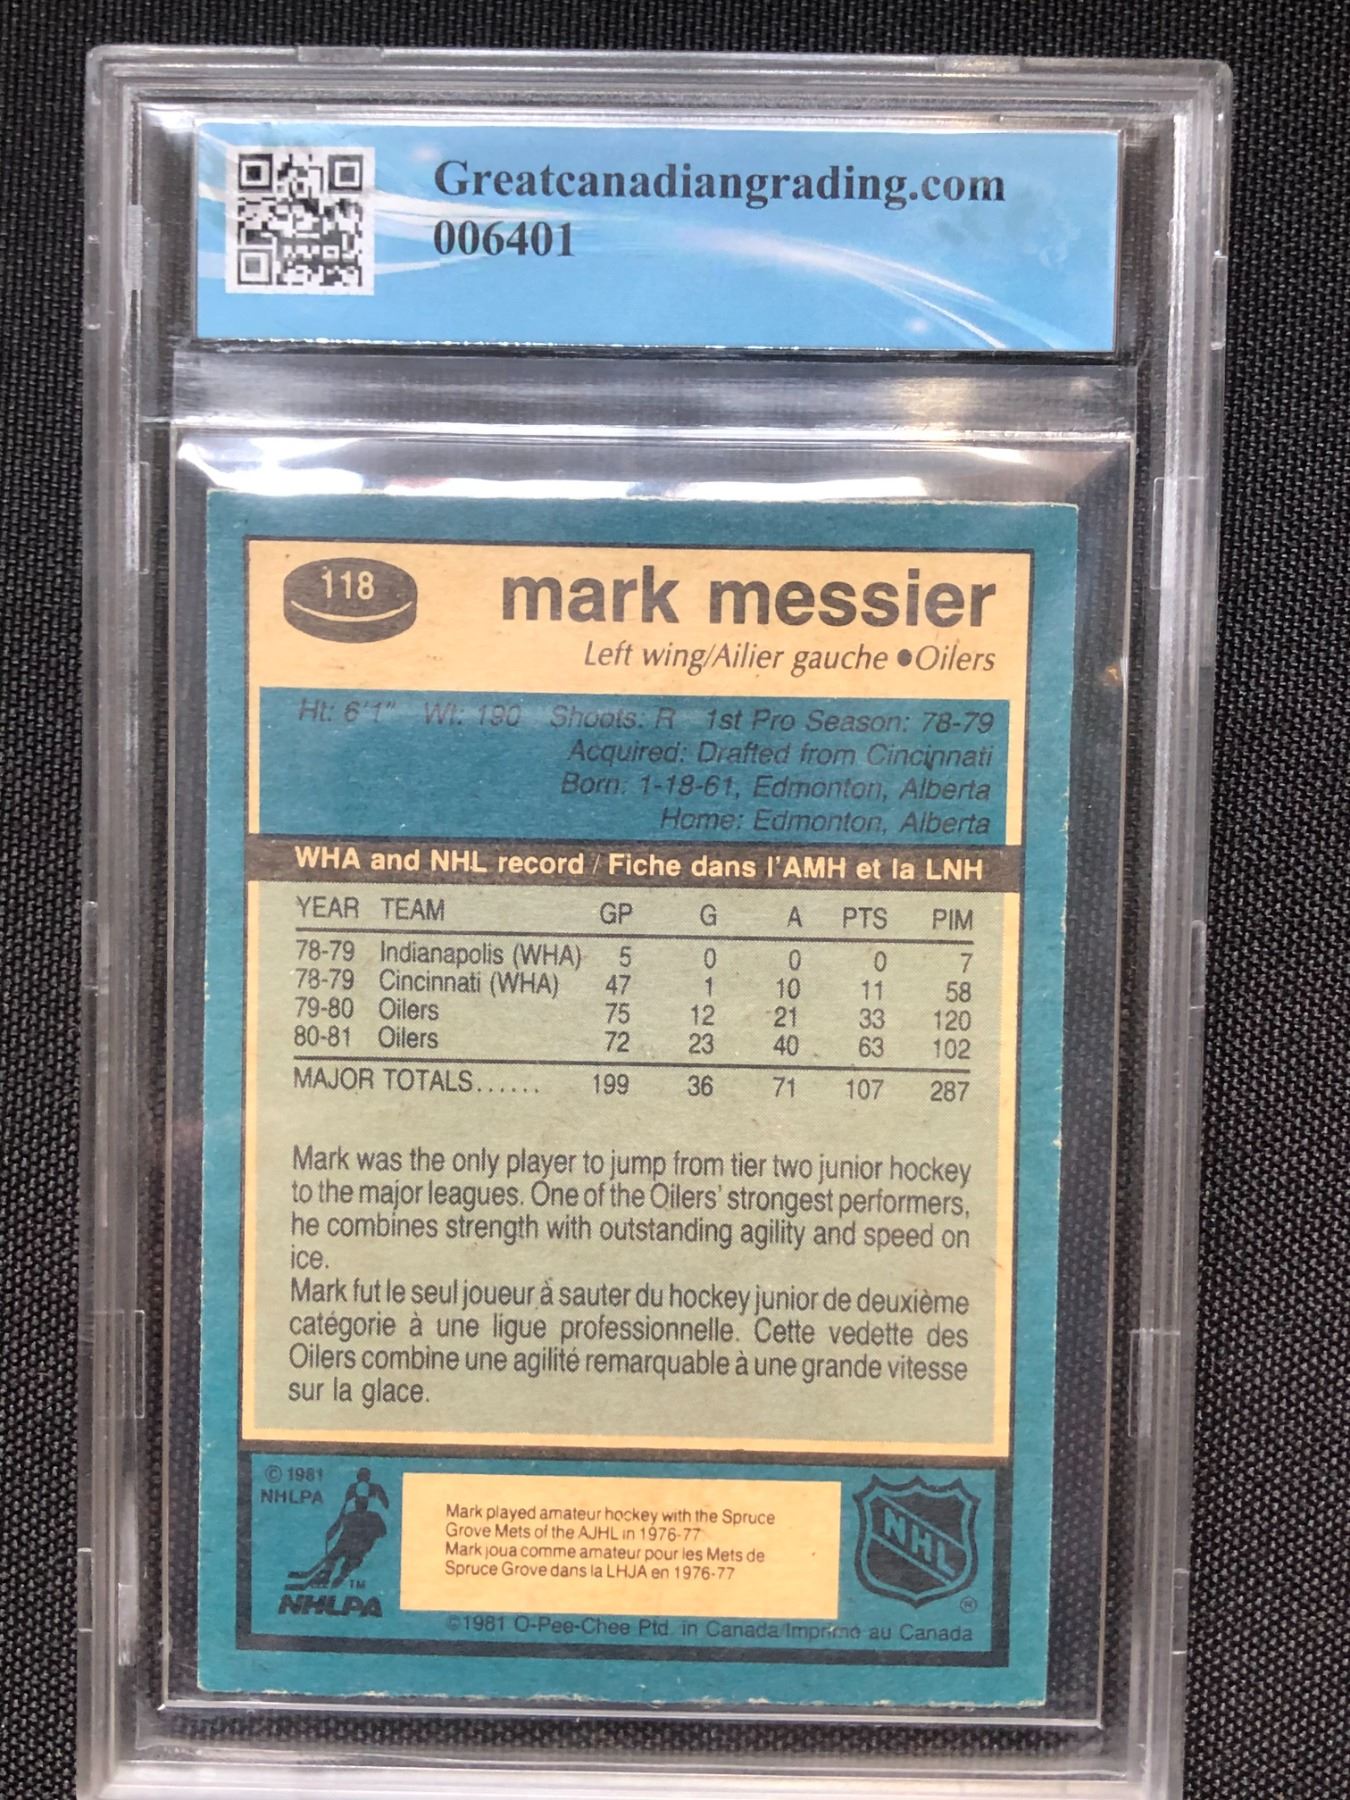 Greatcanadiangrading.com
006401
118
mark messier
Left wing/Ailier gauche ●Oilers
Ht: 6'1" Wt: 190 Shoots: R 1st Pro Season: 78-79
Acquired: Drafted from Cincinnati
Born: 1-18-61, Edmonton, Alberta
Home: Edmonton, Alberta
WHA and NHL record / Fiche dans l'AMH et la LNH
YEAR TEAM GP G A PTS PIM
78-79 Indianapolis (WHA) 5 0 0 0 7
78-79 Cincinnati (WHA) 47 1 10 11 58
79-80 Oilers 75 12 21 33 120
80-81 Oilers 72 23 40 63 102
MAJOR TOTALS...... 199 36 71 107 287
Mark was the only player to jump from tier two junior hockey
to the major leagues. One of the Oilers' strongest performers,
he combines strength with outstanding agility and speed on
ice.
Mark fut le seul joueur à sauter du hockey junior de deuxième
catégorie à une ligue professionnelle. Cette vedette des
Oilers combine une agilité remarquable à une grande vitesse
sur la glace.
© 1981
NHLPA
TM
NHLPA
Mark played amateur hockey with the Spruce
Grove Mets of the AJHL in 1976-77
Mark joua comme amateur pour les Mets de
Spruce Grove dans la LHJA en 1976-77
NHL
®
©1981 O-Pee-Chee Ptd. in Canada/Imprimé au Canada